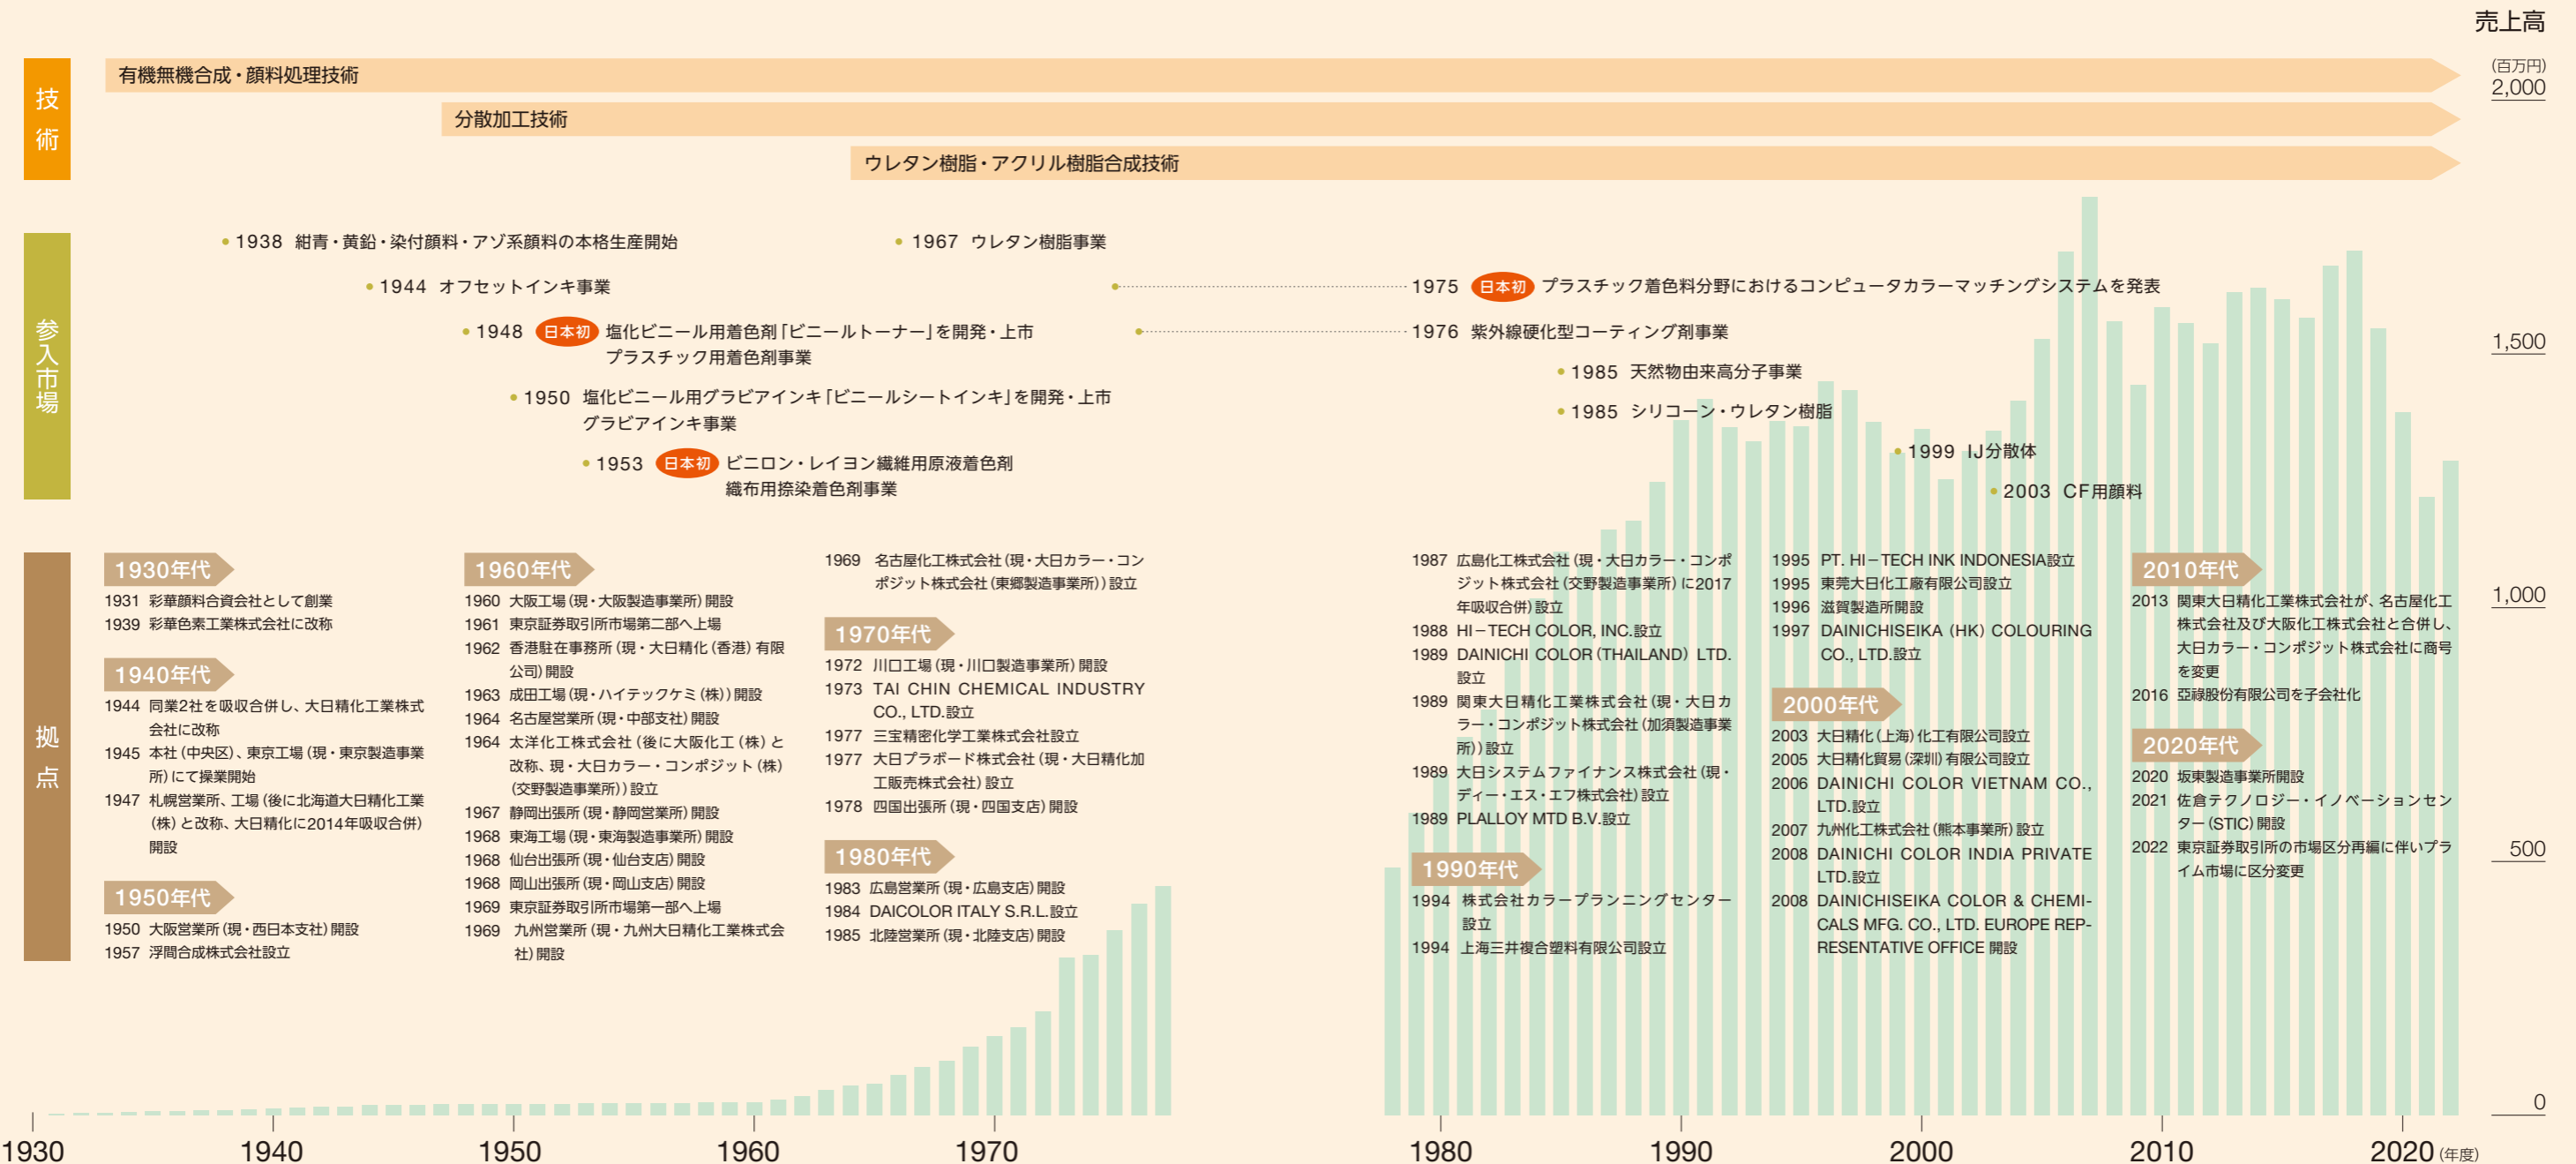 売上高
(百万円)
2,000
1,500
1,000
500
0
技術
有機無機合成・顔料処理技術
分散加工技術
ウレタン樹脂・アクリル樹脂合成技術
参入市場
1938 紺青・黄鉛・染付顔料・アゾ系顔料の本格生産開始
1944 オフセットインキ事業
1948 日本初 塩化ビニール用着色剤「ビニールトーナー」を開発・上市
プラスチック用着色剤事業
1950 塩化ビニール用グラビアインキ「ビニールシートインキ」を開発・上市
グラビアインキ事業
1953 日本初 ビニロン・レイヨン繊維用原液着色剤
織布用捺染着色剤事業
1967 ウレタン樹脂事業
1975 日本初 プラスチック着色料分野におけるコンピュータカラーマッチングシステムを発表
1976 紫外線硬化型コーティング剤事業
1985 天然物由来高分子事業
1985 シリコーン・ウレタン樹脂
1999 IJ分散体
2003 CF用顔料
拠点
1930年代
1931 彩華顔料合資会社として創業
1939 彩華色素工業株式会社に改称
1940年代
1944 同業2社を吸収合併し、大日精化工業株式
会社に改称
1945 本社(中央区)、東京工場(現・東京製造事業
所)にて操業開始
1947 札幌営業所、工場(後に北海道大日精化工業
(株)と改称、大日精化に2014年吸収合併)
開設
1950年代
1950 大阪営業所(現・西日本支社)開設
1957 浮間合成株式会社設立
1960年代
1960 大阪工場(現・大阪製造事業所)開設
1961 東京証券取引所市場第二部へ上場
1962 香港駐在事務所(現・大日精化(香港)有限
公司)開設
1963 成田工場(現・ハイテックケミ(株))開設
1964 名古屋営業所(現・中部支社)開設
1964 太洋化工株式会社(後に大阪化工(株)と
改称、現・大日カラー・コンポジット(株)
(交野製造事業所))設立
1967 静岡出張所(現・静岡営業所)開設
1968 東海工場(現・東海製造事業所)開設
1968 仙台出張所(現・仙台支店)開設
1968 岡山出張所(現・岡山支店)開設
1969 東京証券取引所市場第一部へ上場
1969 九州営業所(現・九州大日精化工業株式会
社)開設
1969 名古屋化工株式会社(現・大日カラー・コン
ポジット株式会社(東郷製造事業所))設立
1970年代
1972 川口工場(現・川口製造事業所)開設
1973 TAI CHIN CHEMICAL INDUSTRY
CO., LTD.設立
1977 三宝精密化学工業株式会社設立
1977 大日プラボード株式会社(現・大日精化加
工販売株式会社)設立
1978 四国出張所(現・四国支店)開設
1980年代
1983 広島営業所(現・広島支店)開設
1984 DAICOLOR ITALY S.R.L.設立
1985 北陸営業所(現・北陸支店)開設
1987 広島化工株式会社(現・大日カラー・コンポ
ジット株式会社(交野製造事業所)に2017
年吸収合併)設立
1988 HI-TECH COLOR, INC.設立
1989 DAINICHI COLOR (THAILAND) LTD.
設立
1989 関東大日精化工業株式会社(現・大日カ
ラー・コンポジット株式会社(加須製造事業
所))設立
1989 大日システムファイナンス株式会社(現・
ディー・エス・エフ株式会社)設立
1989 PLALLOY MTD B.V.設立
1990年代
1994 株式会社カラープランニングセンター
設立
1994 上海三井複合塑料有限公司設立
1995 PT. HI-TECH INK INDONESIA設立
1995 東莞大日化工廠有限公司設立
1996 滋賀製造所開設
1997 DAINICHISEIKA (HK) COLOURING
CO., LTD.設立
2000年代
2003 大日精化(上海)化工有限公司設立
2005 大日精化貿易(深圳)有限公司設立
2006 DAINICHI COLOR VIETNAM CO.,
LTD.設立
2007 九州化工株式会社(熊本事業所)設立
2008 DAINICHI COLOR INDIA PRIVATE
LTD.設立
2008 DAINICHISEIKA COLOR & CHEMI-
CALS MFG. CO., LTD. EUROPE REP-
RESENTATIVE OFFICE 開設
2010年代
2013 関東大日精化工業株式会社が、名古屋化工
株式会社及び大阪化工株式会社と合併し、
大日カラー・コンポジット株式会社に商号
を変更
2016 亞祿股份有限公司を子会社化
2020年代
2020 坂東製造事業所開設
2021 佐倉テクノロジー・イノベーションセン
ター(STIC)開設
2022 東京証券取引所の市場区分再編に伴いプラ
イム市場に区分変更
1930
1940
1950
1960
1970
1980
1990
2000
2010
2020 (年度)